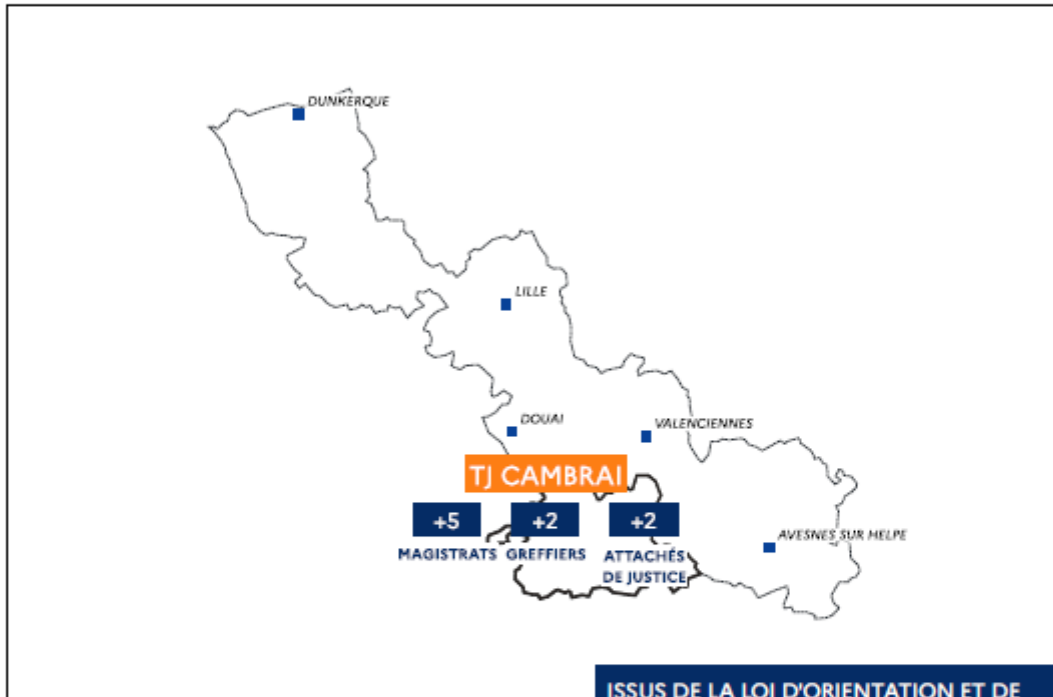 DUNKERQUE
LILLE
DOUAI
VALENCIENNES
TJ CAMBRAI
+5 +2 +2
AVESNES SUR HELPE
MAGISTRATS GREFFIERS ATTACHÉS
DE JUSTICE
ISSUS DE LA LOI D'ORIENTATION ET DE